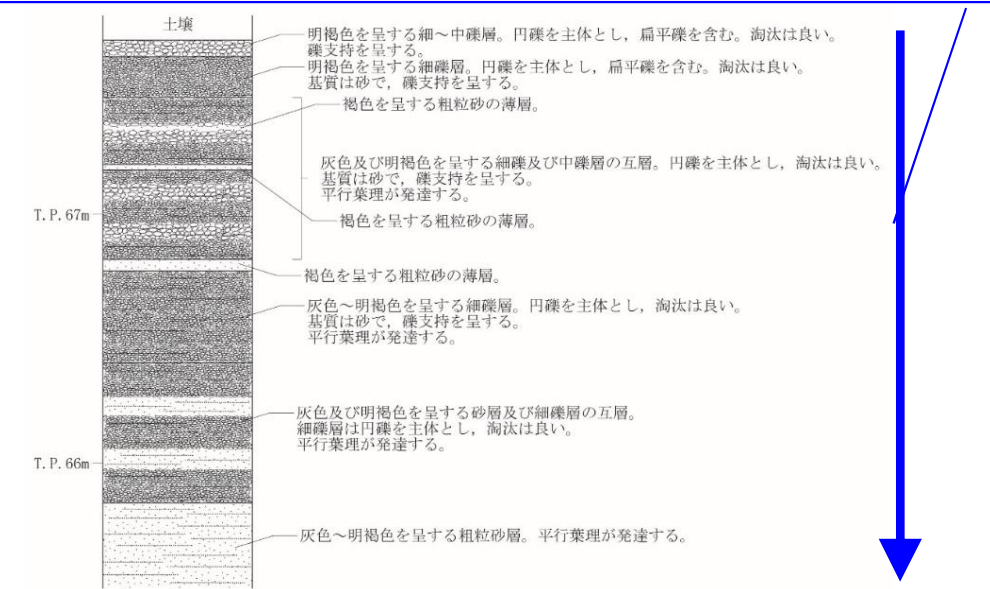 土壌
明褐色を呈する細～中礫層。円礫を主体とし，扁平礫を含む。淘汰は良い。
礫支持を呈する。
明褐色を呈する細礫層。円礫を主体とし，扁平礫を含む。淘汰は良い。
基質は砂で，礫支持を呈する。
褐色を呈する粗粒砂の薄層。
灰色及び明褐色を呈する細礫及び中礫層の互層。円礫を主体とし，淘汰は良い。
基質は砂で，礫支持を呈する。
平行葉理が発達する。
T.P.67m
褐色を呈する粗粒砂の薄層。
褐色を呈する粗粒砂の薄層。
灰色～明褐色を呈する細礫層。円礫を主体とし，淘汰は良い。
基質は砂で，礫支持を呈する。
平行葉理が発達する。
灰色及び明褐色を呈する砂層及び細礫層の互層。
細礫層は円礫を主体とし，淘汰は良い。
平行葉理が発達する。
T.P.66m
灰色～明褐色を呈する粗粒砂層。平行葉理が発達する。